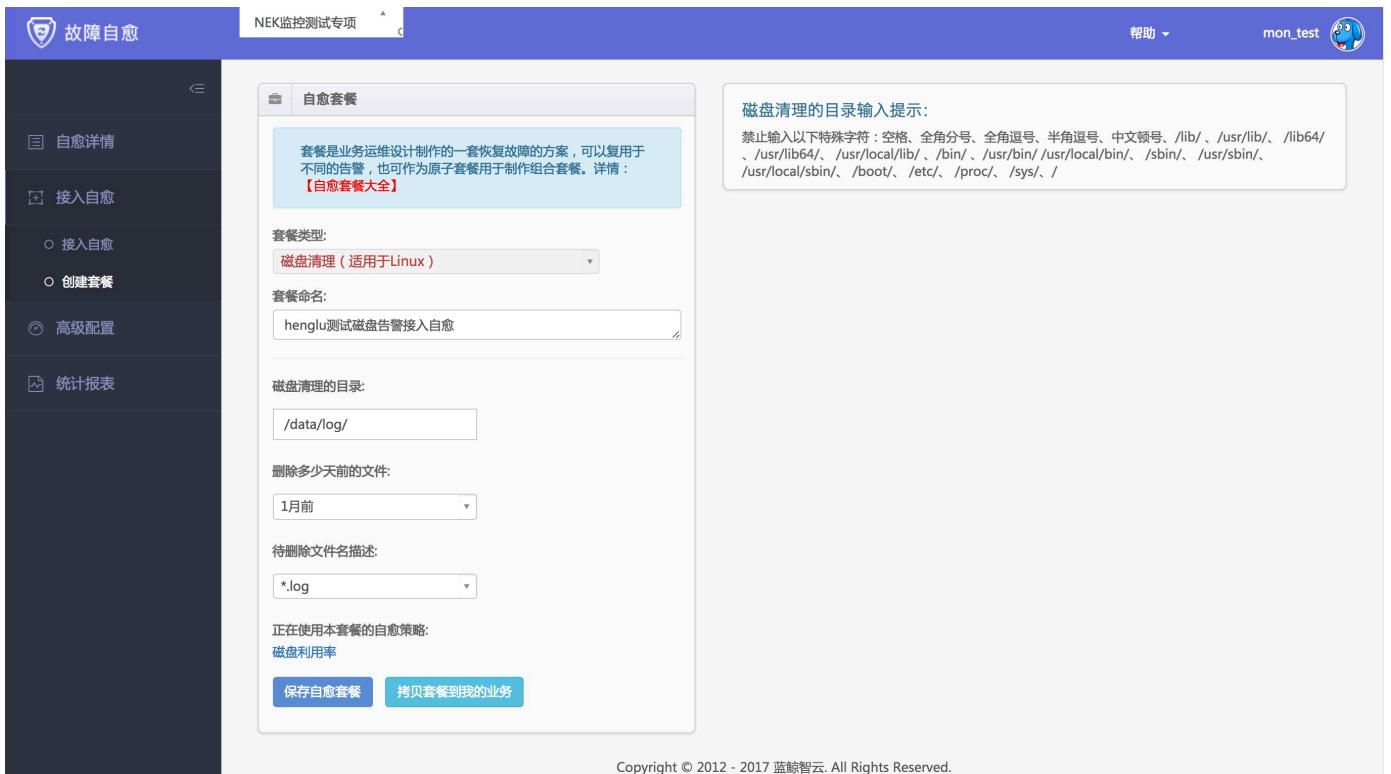 故障自愈
NEK监控测试专项
帮助
mon_test
自愈详情
接入自愈
接入自愈
创建套餐
高级配置
统计报表
自愈套餐
套餐是业务运维设计制作的一套恢复故障的方案，可以复用于
不同的告警，也可作为原子套餐用于制作组合套餐。详情：
【自愈套餐大全】
套餐类型:
磁盘清理（适用于Linux）
套餐命名:
henglu测试磁盘告警接入自愈
磁盘清理的目录:
/data/log/
删除多少天前的文件:
1月前
待删除文件名描述:
*.log
正在使用本套餐的自愈策略:
磁盘利用率
保存自愈套餐
拷贝套餐到我的业务
磁盘清理的目录输入提示：
禁止输入以下特殊字符：空格、全角分号、全角逗号、半角逗号、中文顿号、/lib/ 、/usr/lib/、 /lib64/
、/usr/lib64/、 /usr/local/lib/ 、/bin/ 、/usr/bin/ /usr/local/bin/、 /sbin/、 /usr/sbin/、
/usr/local/sbin/、 /boot/、 /etc/、 /proc/、 /sys/、/
Copyright © 2012 - 2017 蓝鲸智云. All Rights Reserved.